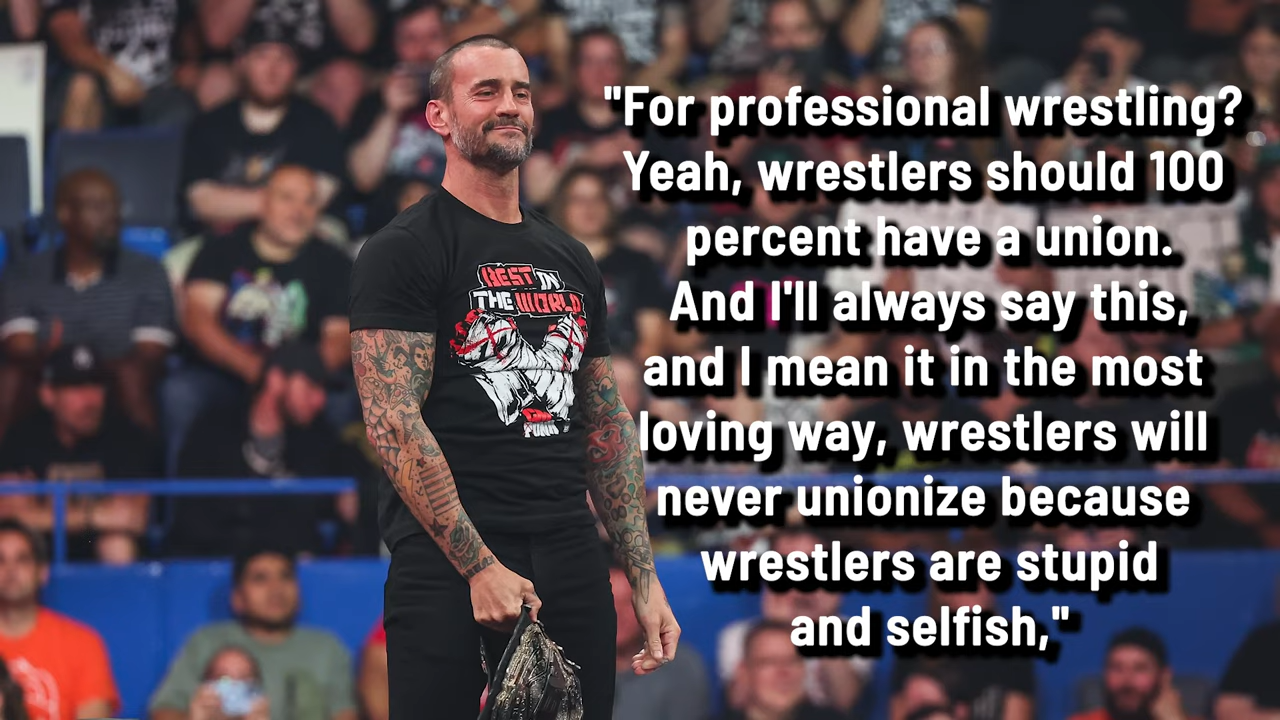 "For professional wrestling?
Yeah, wrestlers should 100
percent have a union.
And I'll always say this,
and I mean it in the most
loving way, wrestlers will
never unionize because
wrestlers are stupid
and selfish,"
BEST IN
THE WORLD
PUNK